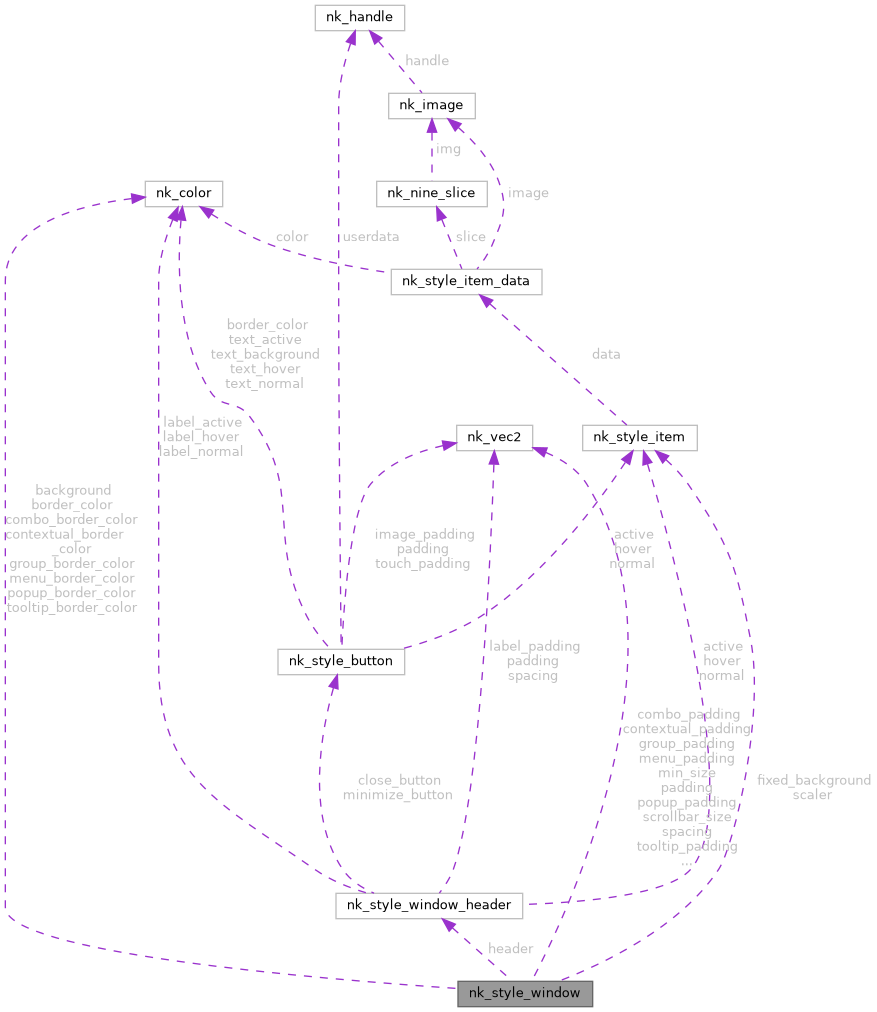 nk_handle
handle
nk_image
img
nk_color
nk_nine_slice
image
color
userdata
slice
nk_style_item_data
border_color
text_active
text_background
text_hover
text_normal
data
label_active
label_hover
label_normal
nk_vec2
nk_style_item
background
border_color
combo_border_color
contextual_border
_color
group_border_color
menu_border_color
popup_border_color
tooltip_border_color
image_padding
padding
touch_padding
active
hover
normal
nk_style_button
label_padding
padding
spacing
active
hover
normal
close_button
minimize_button
combo_padding
contextual_padding
group_padding
menu_padding
min_size
padding
popup_padding
scrollbar_size
spacing
tooltip_padding
...
fixed_background
scaler
nk_style_window_header
header
nk_style_window